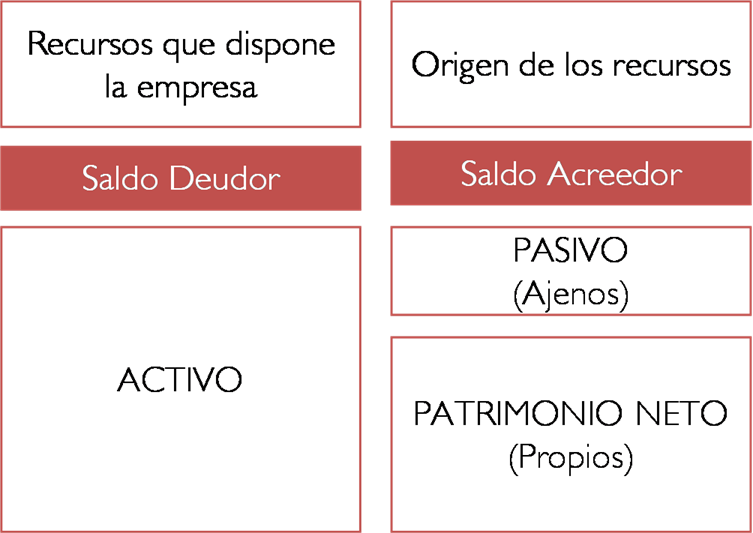 Recursos que dispone
la empresa
Origen de los recursos
Saldo Deudor
Saldo Acreedor
ACTIVO
PASIVO
(Ajenos)
PATRIMONIO NETO
(Propios)